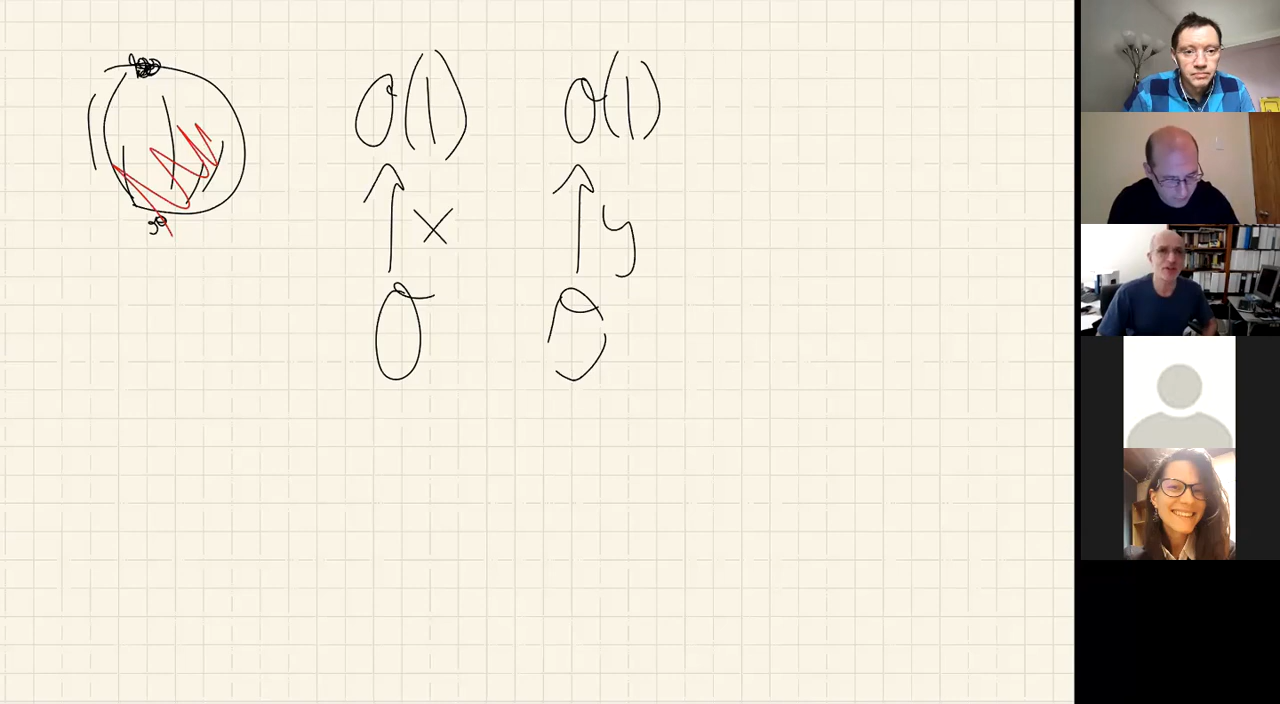 O(1) O(1)
↑ x ↑ y
O O